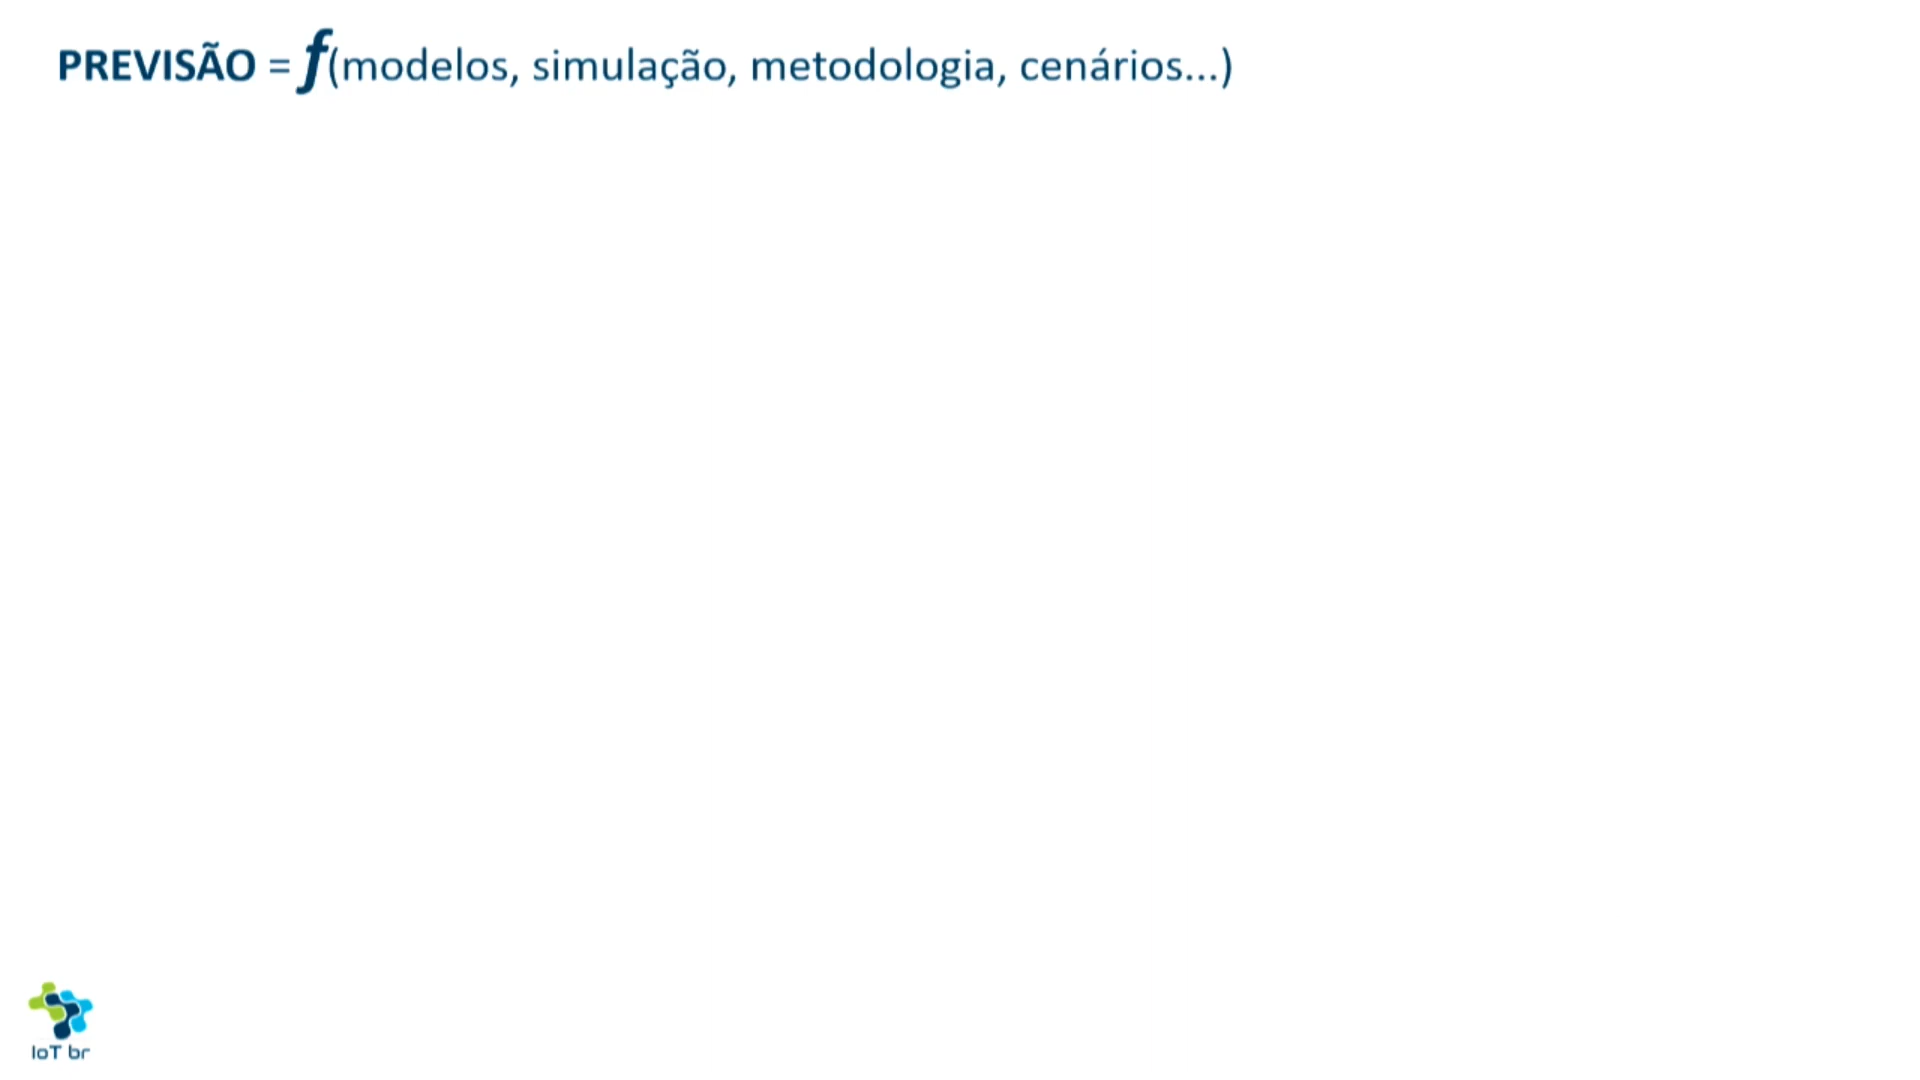 PREVISÃO = f(modelos, simulação, metodologia, cenários...)
IoT br